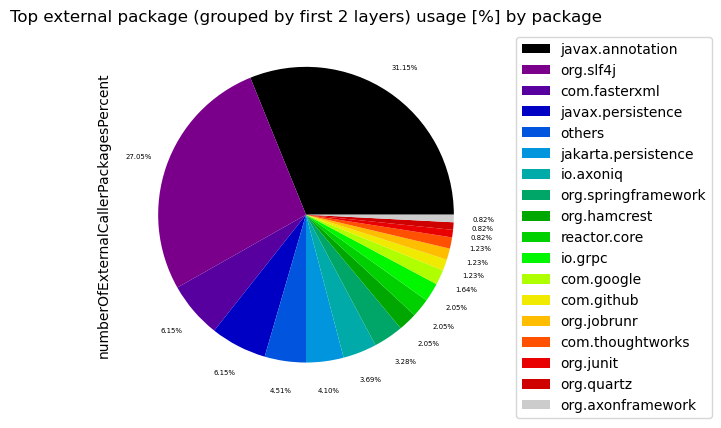 Top external package (grouped by first 2 layers) usage [%] by package
numberOfExternalCallerPackagesPercent
31.15%
27.05%
6.15%
6.15%
4.51%
4.10%
3.69%
3.28%
2.05%
2.05%
2.05%
1.64%
1.23%
1.23%
1.23%
0.82%
0.82%
0.82%
javax.annotation
org.slf4j
com.fasterxml
javax.persistence
others
jakarta.persistence
io.axoniq
org.springframework
org.hamcrest
reactor.core
io.grpc
com.google
com.github
org.jobrunr
com.thoughtworks
org.junit
org.quartz
org.axonframework